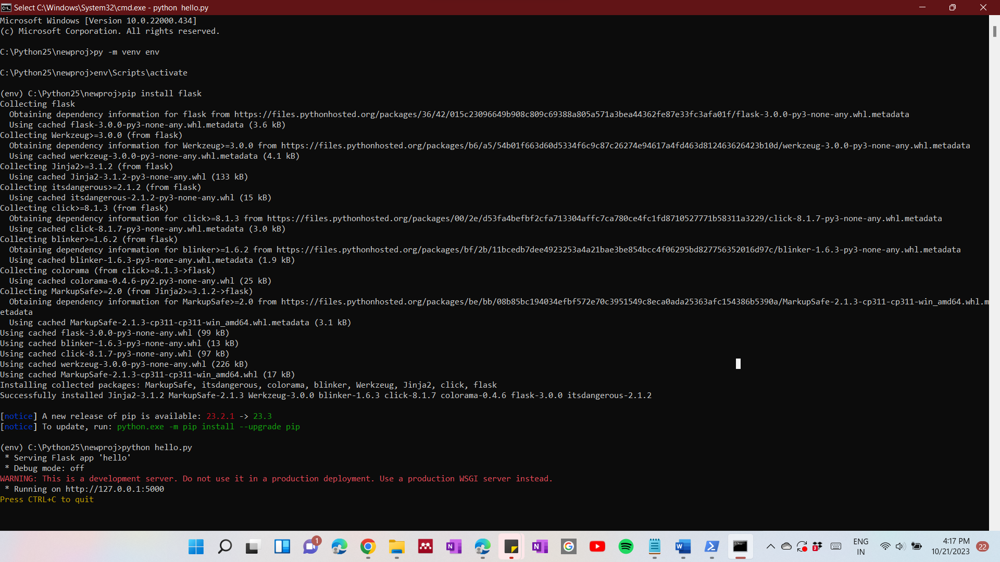 Select C:\Windows\System32\cmd.exe - python  hello.py
Microsoft Windows [Version 10.0.22000.434]
(c) Microsoft Corporation. All rights reserved.
C:\Python25\newproj>py -m venv env
C:\Python25\newproj>env\Scripts\activate
(env) C:\Python25\newproj>pip install flask
Collecting flask
  Obtaining dependency information for flask from https://files.pythonhosted.org/packages/36/42/015c23096649b908c809c69388a805a571a3bea44362fe87e33fc3afa01f/flask-3.0.0-py3-none-any.whl.metadata
  Using cached flask-3.0.0-py3-none-any.whl.metadata (3.6 kB)
Collecting Werkzeug>=3.0.0 (from flask)
  Obtaining dependency information for Werkzeug>=3.0.0 from https://files.pythonhosted.org/packages/b6/a5/54b01f663d60d5334f6c9c87c26274e94617a4fd463d812463626423b10d/werkzeug-3.0.0-py3-none-any.whl.metadata
  Using cached werkzeug-3.0.0-py3-none-any.whl.metadata (4.1 kB)
Collecting Jinja2>=3.1.2 (from flask)
  Using cached Jinja2-3.1.2-py3-none-any.whl (133 kB)
Collecting itsdangerous>=2.1.2 (from flask)
  Using cached itsdangerous-2.1.2-py3-none-any.whl (15 kB)
Collecting click>=8.1.3 (from flask)
  Obtaining dependency information for click>=8.1.3 from https://files.pythonhosted.org/packages/00/2e/d53fa4befbf2cfa713304affc7ca780ce4fc1fd8710527771b58311a3229/click-8.1.7-py3-none-any.whl.metadata
  Using cached click-8.1.7-py3-none-any.whl.metadata (3.0 kB)
Collecting blinker>=1.6.2 (from flask)
  Obtaining dependency information for blinker>=1.6.2 from https://files.pythonhosted.org/packages/bf/2b/11bcedb7dee4923253a4a21bae3be854bcc4f06295bd827756352016d97c/blinker-1.6.3-py3-none-any.whl.metadata
  Using cached blinker-1.6.3-py3-none-any.whl.metadata (1.9 kB)
Collecting colorama (from click>=8.1.3->flask)
  Using cached colorama-0.4.6-py2.py3-none-any.whl (25 kB)
Collecting MarkupSafe>=2.0 (from Jinja2>=3.1.2->flask)
  Obtaining dependency information for MarkupSafe>=2.0 from https://files.pythonhosted.org/packages/be/bb/08b85bc194034efbf572e70c3951549c8eca0ada25363afc154386b5390a/MarkupSafe-2.1.3-cp311-cp311-win_amd64.whl.m
etadata
  Using cached MarkupSafe-2.1.3-cp311-cp311-win_amd64.whl.metadata (3.1 kB)
Using cached flask-3.0.0-py3-none-any.whl (99 kB)
Using cached blinker-1.6.3-py3-none-any.whl (13 kB)
Using cached click-8.1.7-py3-none-any.whl (97 kB)
Using cached werkzeug-3.0.0-py3-none-any.whl (226 kB)
Using cached MarkupSafe-2.1.3-cp311-cp311-win_amd64.whl (17 kB)
Installing collected packages: MarkupSafe, itsdangerous, colorama, blinker, Werkzeug, Jinja2, click, flask
Successfully installed Jinja2-3.1.2 MarkupSafe-2.1.3 Werkzeug-3.0.0 blinker-1.6.3 click-8.1.7 colorama-0.4.6 flask-3.0.0 itsdangerous-2.1.2
[notice] A new release of pip is available: 23.2.1 -> 23.3
[notice] To update, run: python.exe -m pip install --upgrade pip
(env) C:\Python25\newproj>python hello.py
 * Serving Flask app 'hello'
 * Debug mode: off
WARNING: This is a development server. Do not use it in a production deployment. Use a production WSGI server instead.
 * Running on http://127.0.0.1:5000
Press CTRL+C to quit
1
ENG
IN
4:17 PM
10/21/2023
22